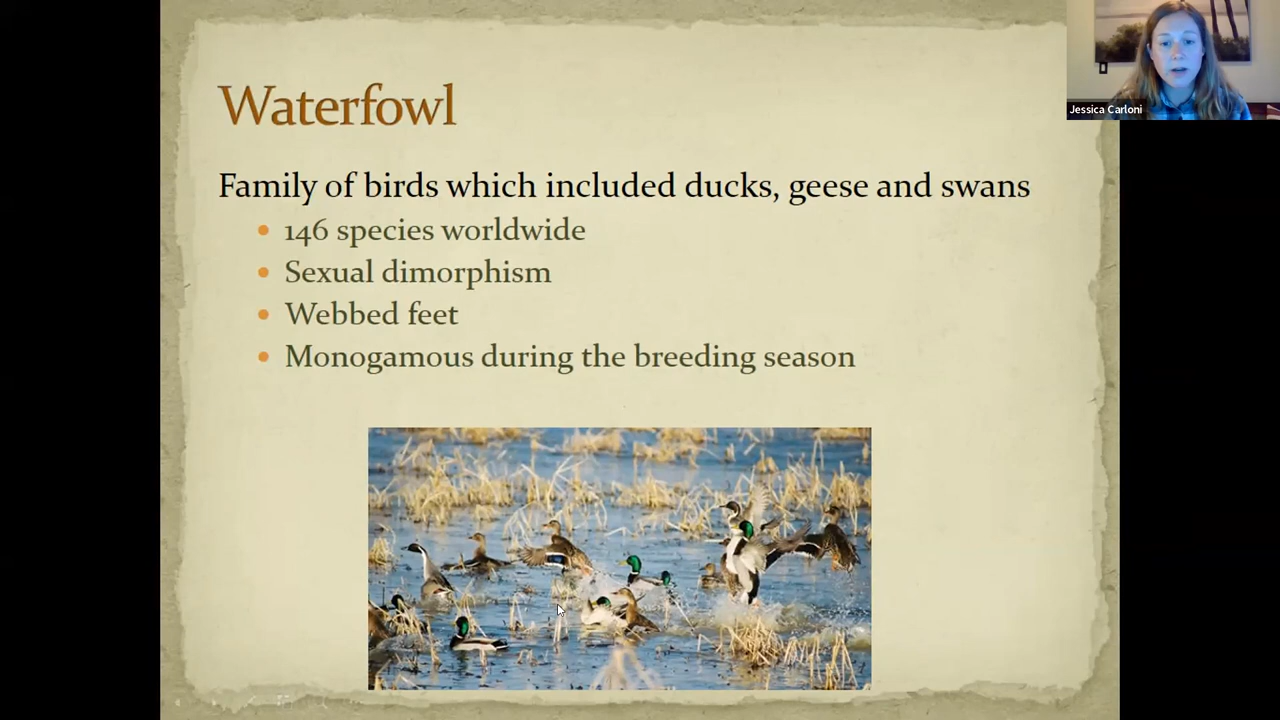 Waterfowl
Family of birds which included ducks, geese and swans
146 species worldwide
Sexual dimorphism
Webbed feet
Monogamous during the breeding season
Jessica Carloni